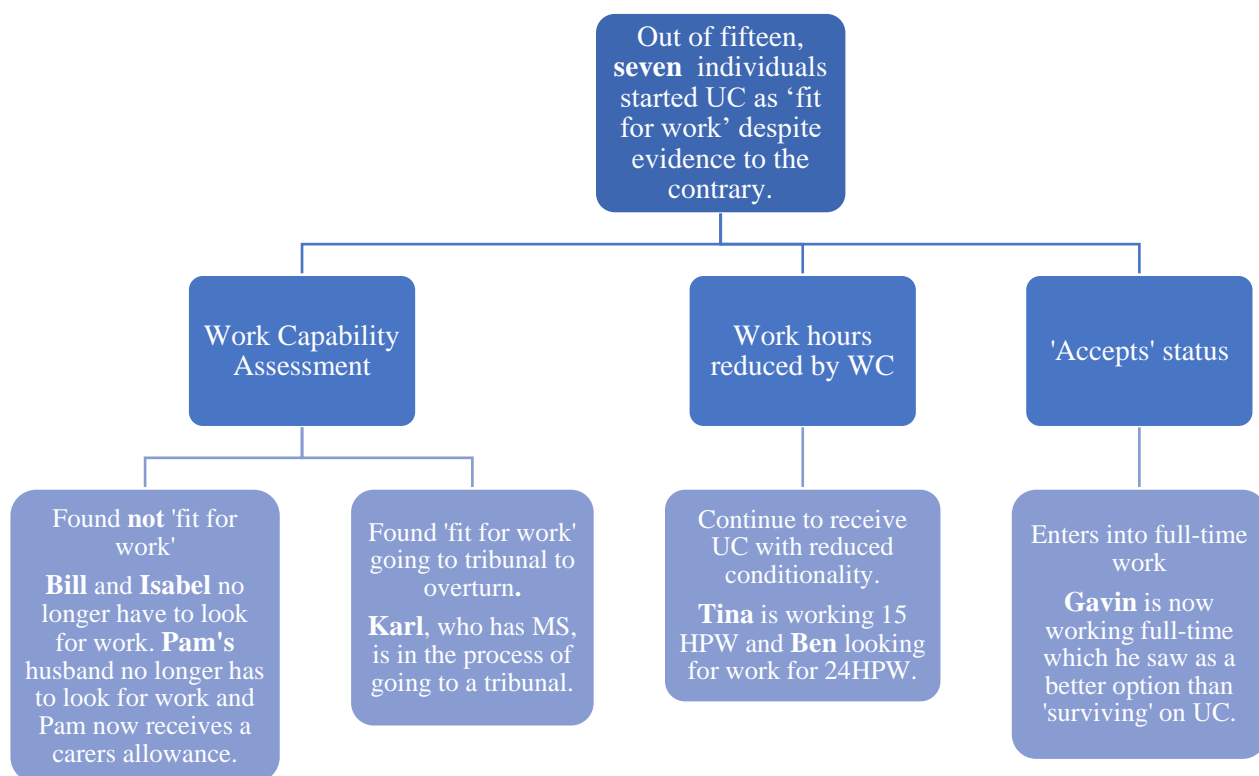 Out of fifteen,
seven individuals
started UC as ‘fit
for work’ despite
evidence to the
contrary.
Work Capability
Assessment
Work hours
reduced by WC
'Accepts' status
Found not 'fit for
work'
Bill and Isabel no
longer have to look
for work. Pam's
husband no longer has
to look for work and
Pam now receives a
carers allowance.
Found 'fit for work'
going to tribunal to
overturn.
Karl, who has MS,
is in the process of
going to a tribunal.
Continue to receive
UC with reduced
conditionality.
Tina is working 15
HPW and Ben looking
for work for 24HPW.
Enters into full-time
work
Gavin is now
working full-time
which he saw as a
better option than
'surviving' on UC.